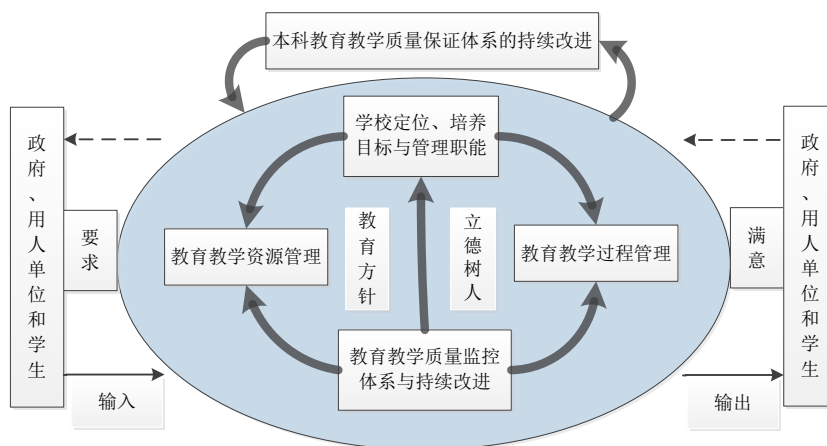 本科教育教学质量保证体系的持续改进
政府、用人单位和学生
要求
输入
学校定位、培养
目标与管理职能
教育教学资源管理
教育方针
立德树人
教育教学过程管理
教育教学质量监控
体系与持续改进
满意
输出
政府、用人单位和学生